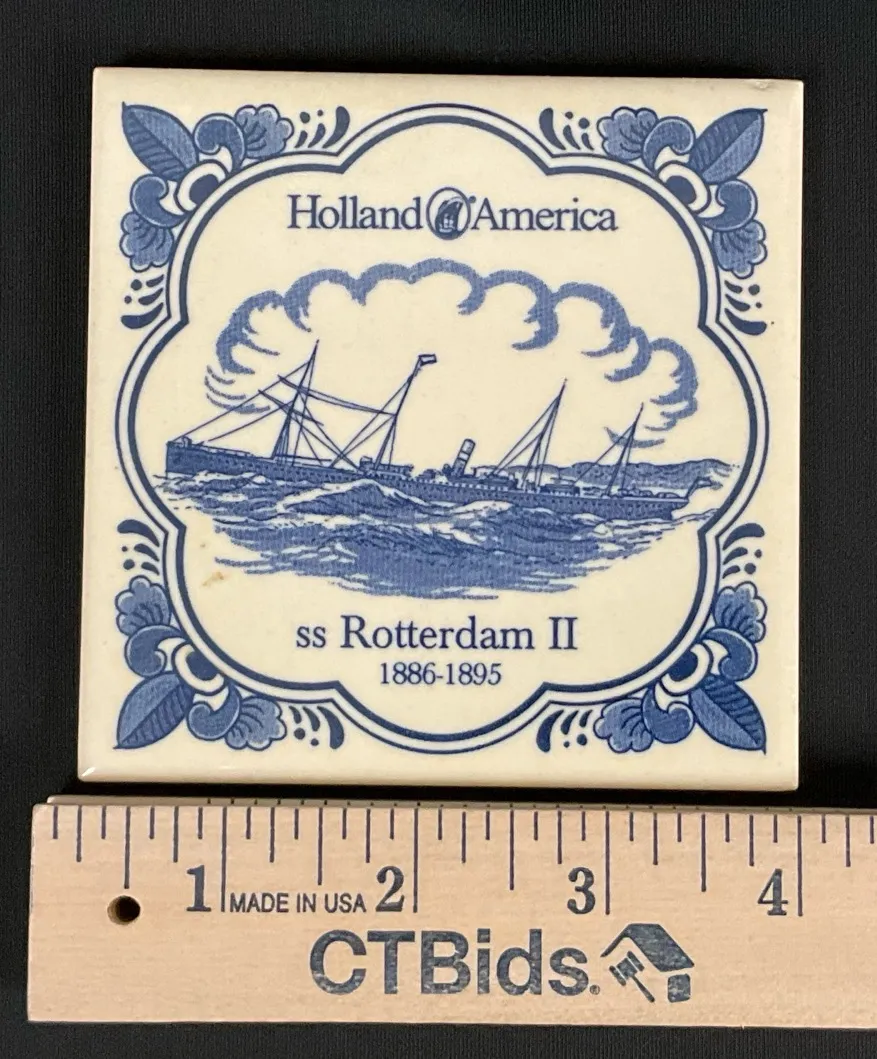 Holland America
ss Rotterdam II
1886-1895
1 MADE IN USA 2 3 4
CTBids.